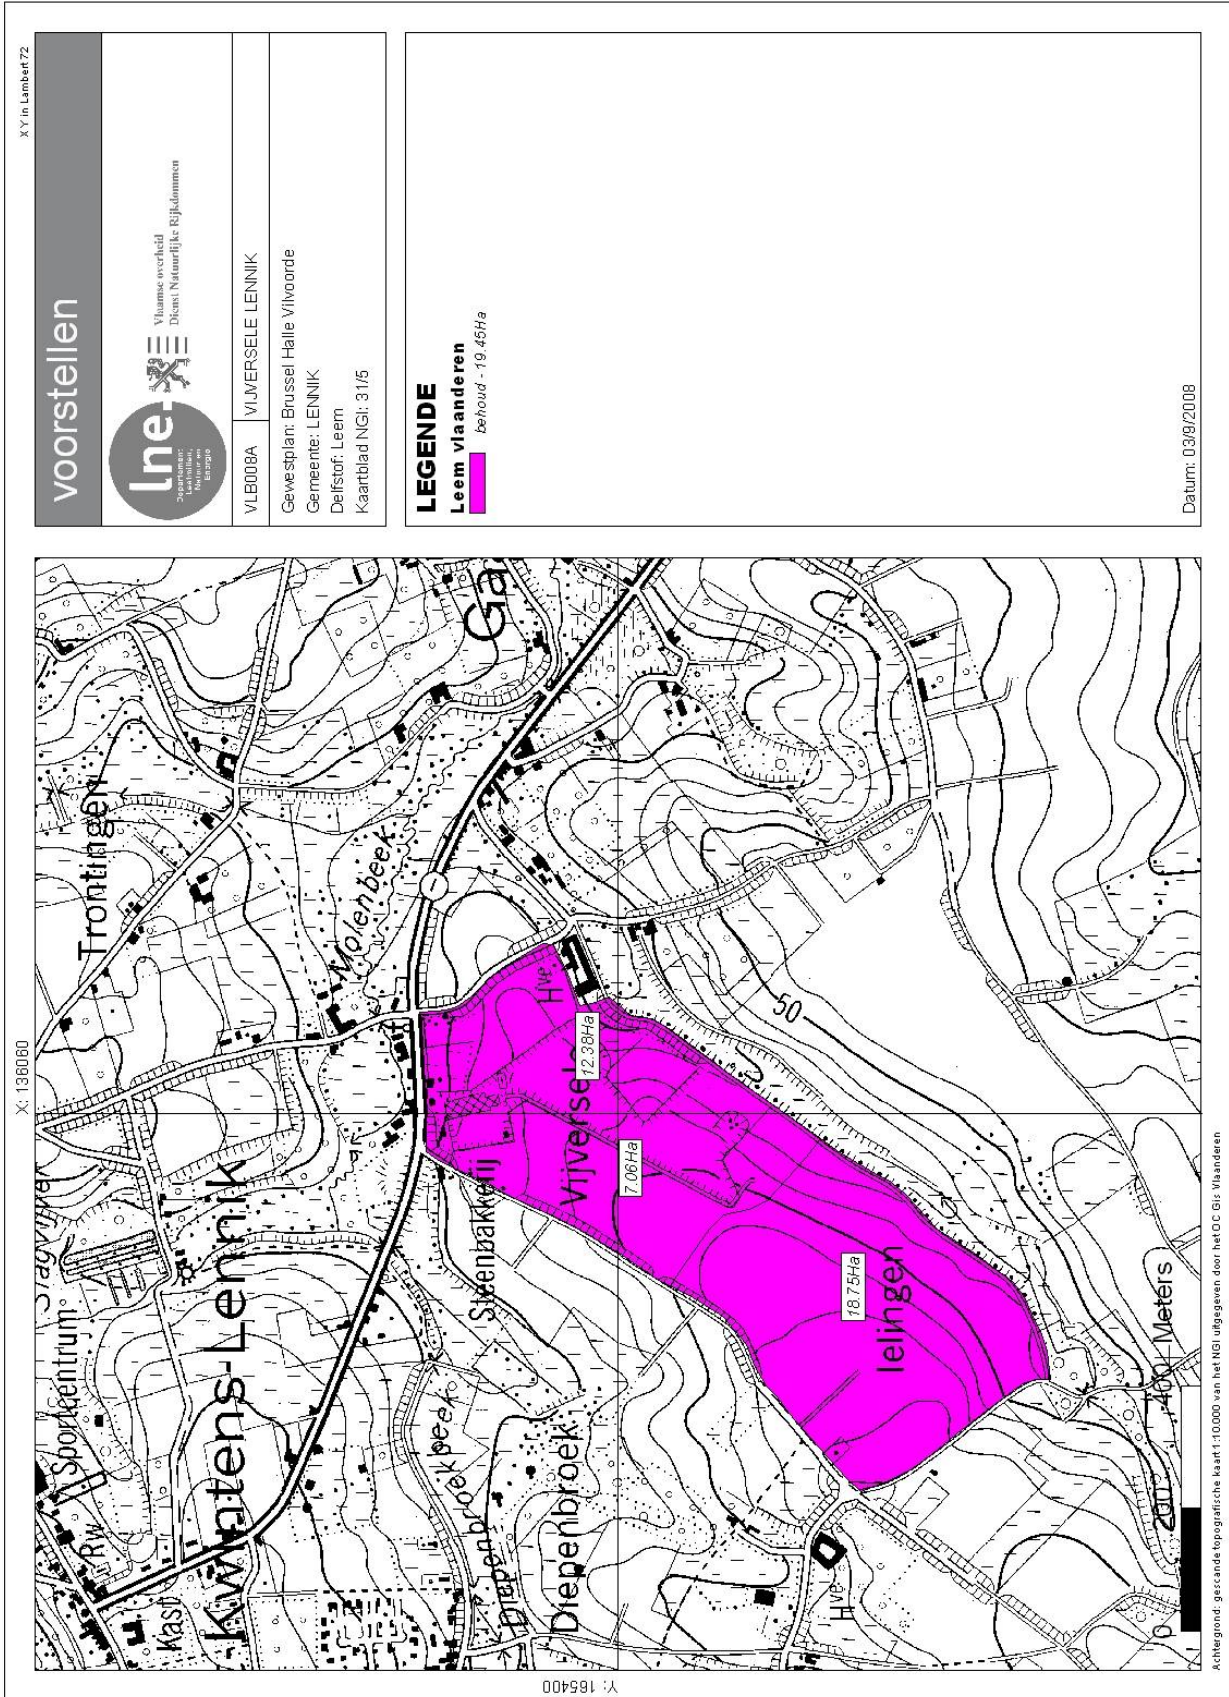 X Y in Lambert 72
voorstellen
lne
Departement
Leefmilieu,
Natuur en
Energie
Vlaamse overheid
Dienst Natuurlijke Rijkdommen
VLB008A
VIJVERSELE LENNIK
Gewestplan: Brussel Halle Vilvoorde
Gemeente: LENNIK
Delfstof: Leem
Kaartblad NGI: 31/5
LEGENDE
Leem vlaanderen
behoud - 19.45Ha
Datum: 03/9/2008
X: 136060
Y: 165400
Sportcentrum
Rw
Kast
Kwintens-Lennik
Trontingen
Molenbeek
Ga
Steenbakkerij
Diepenbroekbeek
Diepenbroek
Vijversele
Hve
12.38Ha
7.06Ha
18.75Ha
Ielingen
50
Hve
0 200 400 Meters
Achtergrond: gescande topografische kaart 1:10000 van het NGI uitgegeven door het OC Gis Vlaanderen